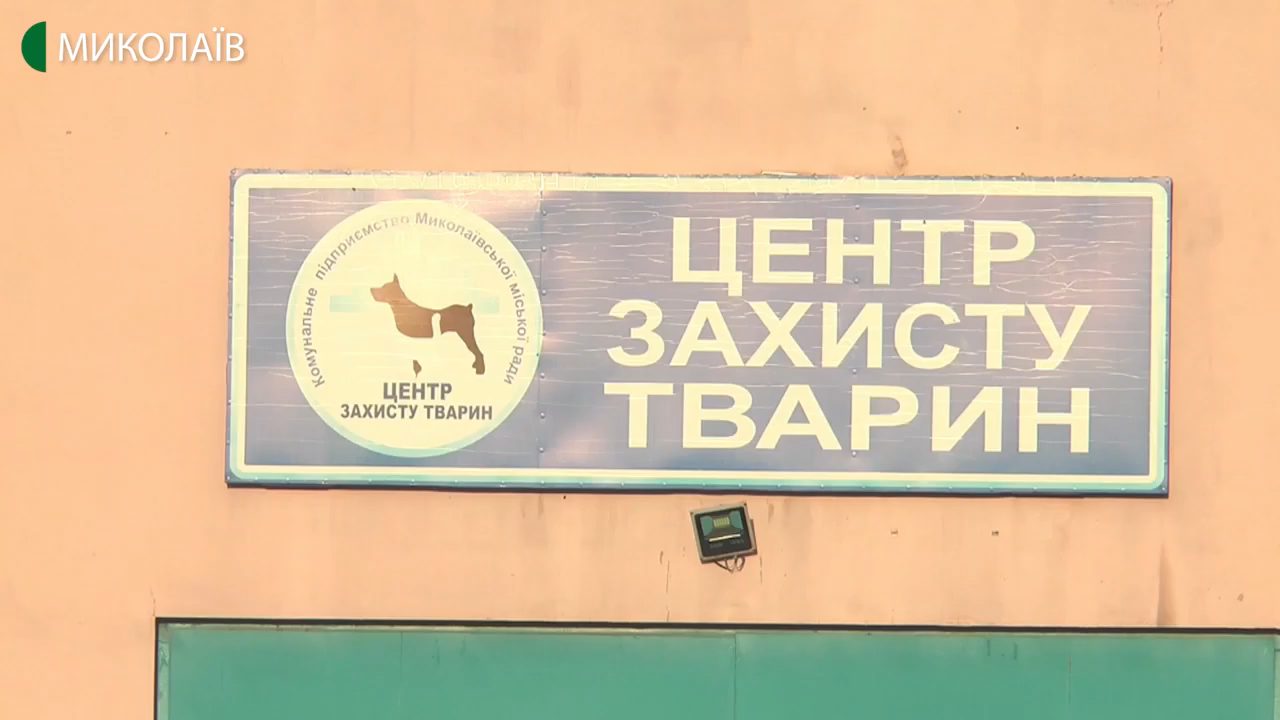 МИКОЛАЇВ
Комунальне підприємство Миколаївської міської ради
ЦЕНТР
ЗАХИСТУ ТВАРИН
ЦЕНТР
ЗАХИСТУ
ТВАРИН